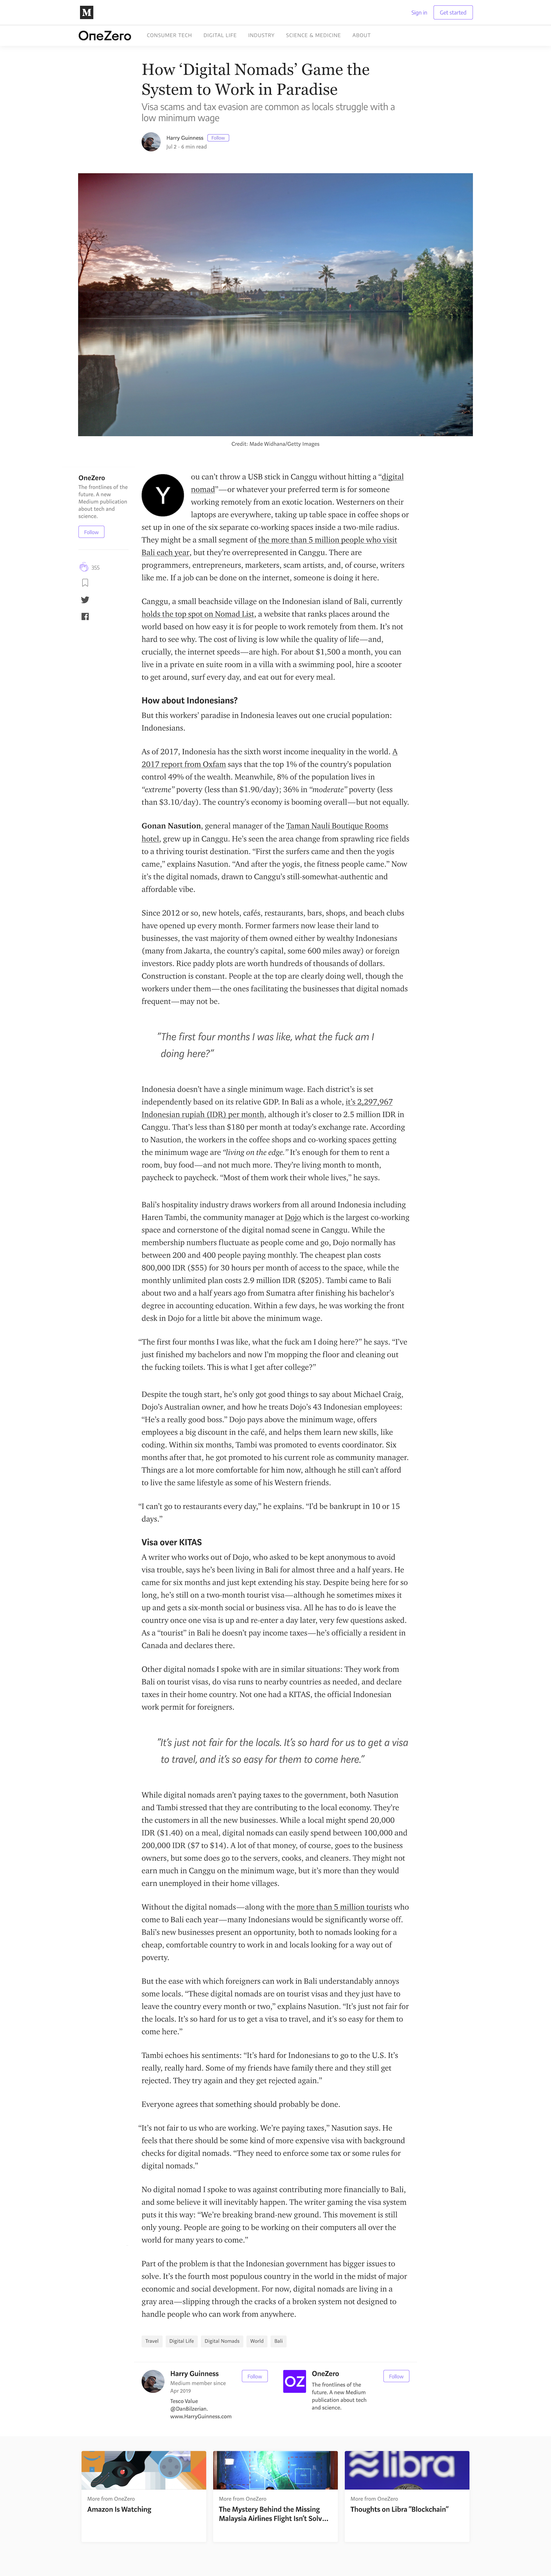 M
Sign in
Get started
OneZero
CONSUMER TECH
DIGITAL LIFE
INDUSTRY
SCIENCE & MEDICINE
ABOUT
How ‘Digital Nomads’ Game the
System to Work in Paradise
Visa scams and tax evasion are common as locals struggle with a
low minimum wage
Harry Guinness
Follow
Jul 2 · 6 min read
Credit: Made Widhana/Getty Images
OneZero
The frontlines of the
future. A new
Medium publication
about tech and
science.
Follow
355
You can’t throw a USB stick in Canggu without hitting a “digital
nomad”—or whatever your preferred term is for someone
working remotely from an exotic location. Westerners on their
laptops are everywhere, taking up table space in coffee shops or
set up in one of the six separate co-working spaces inside a two-mile radius.
They might be a small segment of the more than 5 million people who visit
Bali each year, but they’re overrepresented in Canggu. There are
programmers, entrepreneurs, marketers, scam artists, and, of course, writers
like me. If a job can be done on the internet, someone is doing it here.
Canggu, a small beachside village on the Indonesian island of Bali, currently
holds the top spot on Nomad List, a website that ranks places around the
world based on how easy it is for people to work remotely from them. It’s not
hard to see why. The cost of living is low while the quality of life—and,
crucially, the internet speeds—are high. For about $1,500 a month, you can
live in a private en suite room in a villa with a swimming pool, hire a scooter
to get around, surf every day, and eat out for every meal.
How about Indonesians?
But this workers’ paradise in Indonesia leaves out one crucial population:
Indonesians.
As of 2017, Indonesia has the sixth worst income inequality in the world. A
2017 report from Oxfam says that the top 1% of the country’s population
control 49% of the wealth. Meanwhile, 8% of the population lives in
“extreme” poverty (less than $1.90/day); 36% in “moderate” poverty (less
than $3.10/day). The country’s economy is booming overall—but not equally.
Gonan Nasution, general manager of the Taman Nauli Boutique Rooms
hotel, grew up in Canggu. He’s seen the area change from sprawling rice fields
to a thriving tourist destination. “First the surfers came and then the yogis
came,” explains Nasution. “And after the yogis, the fitness people came.” Now
it’s the digital nomads, drawn to Canggu’s still-somewhat-authentic and
affordable vibe.
Since 2012 or so, new hotels, cafés, restaurants, bars, shops, and beach clubs
have opened up every month. Former farmers now lease their land to
businesses, the vast majority of them owned either by wealthy Indonesians
(many from Jakarta, the country’s capital, some 600 miles away) or foreign
investors. Rice paddy plots are worth hundreds of thousands of dollars.
Construction is constant. People at the top are clearly doing well, though the
workers under them—the ones facilitating the businesses that digital nomads
frequent—may not be.
“The first four months I was like, what the fuck am I
doing here?”
Indonesia doesn’t have a single minimum wage. Each district’s is set
independently based on its relative GDP. In Bali as a whole, it’s 2,297,967
Indonesian rupiah (IDR) per month, although it’s closer to 2.5 million IDR in
Canggu. That’s less than $180 per month at today’s exchange rate. According
to Nasution, the workers in the coffee shops and co-working spaces getting
the minimum wage are “living on the edge.” It’s enough for them to rent a
room, buy food—and not much more. They’re living month to month,
paycheck to paycheck. “Most of them work their whole lives,” he says.
Bali’s hospitality industry draws workers from all around Indonesia including
Haren Tambi, the community manager at Dojo which is the largest co-working
space and cornerstone of the digital nomad scene in Canggu. While the
membership numbers fluctuate as people come and go, Dojo normally has
between 200 and 400 people paying monthly. The cheapest plan costs
800,000 IDR ($55) for 30 hours per month of access to the space, while the
monthly unlimited plan costs 2.9 million IDR ($205). Tambi came to Bali
about two and a half years ago from Sumatra after finishing his bachelor’s
degree in accounting education. Within a few days, he was working the front
desk in Dojo for a little bit above the minimum wage.
“The first four months I was like, what the fuck am I doing here?” he says. “I’ve
just finished my bachelors and now I’m mopping the floor and cleaning out
the fucking toilets. This is what I get after college?”
Despite the tough start, he’s only got good things to say about Michael Craig,
Dojo’s Australian owner, and how he treats Dojo’s 43 Indonesian employees:
“He’s a really good boss.” Dojo pays above the minimum wage, offers
employees a big discount in the café, and helps them learn new skills, like
coding. Within six months, Tambi was promoted to events coordinator. Six
months after that, he got promoted to his current role as community manager.
Things are a lot more comfortable for him now, although he still can’t afford
to live the same lifestyle as some of his Western friends.
“I can’t go to restaurants every day,” he explains. “I’d be bankrupt in 10 or 15
days.”
Visa over KITAS
A writer who works out of Dojo, who asked to be kept anonymous to avoid
visa trouble, says he’s been living in Bali for almost three and a half years. He
came for six months and just kept extending his stay. Despite being here for so
long, he’s still on a two-month tourist visa—although he sometimes mixes it
up and gets a six-month social or business visa. All he has to do is leave the
country once one visa is up and re-enter a day later, very few questions asked.
As a “tourist” in Bali he doesn’t pay income taxes—he’s officially a resident in
Canada and declares there.
Other digital nomads I spoke with are in similar situations: They work from
Bali on tourist visas, do visa runs to nearby countries as needed, and declare
taxes in their home country. Not one had a KITAS, the official Indonesian
work permit for foreigners.
“It’s just not fair for the locals. It’s so hard for us to get a visa
to travel, and it’s so easy for them to come here.”
While digital nomads aren’t paying taxes to the government, both Nasution
and Tambi stressed that they are contributing to the local economy. They’re
the customers in all the new businesses. While a local might spend 20,000
IDR ($1.40) on a meal, digital nomads can easily spend between 100,000 and
200,000 IDR ($7 to $14). A lot of that money, of course, goes to the business
owners, but some does go to the servers, cooks, and cleaners. They might not
earn much in Canggu on the minimum wage, but it’s more than they would
earn unemployed in their home villages.
Without the digital nomads—along with the more than 5 million tourists who
come to Bali each year—many Indonesians would be significantly worse off.
Bali’s new businesses present an opportunity, both to nomads looking for a
cheap, comfortable country to work in and locals looking for a way out of
poverty.
But the ease with which foreigners can work in Bali understandably annoys
some locals. “These digital nomads are on tourist visas and they just have to
leave the country every month or two,” explains Nasution. “It’s just not fair for
the locals. It’s so hard for us to get a visa to travel, and it’s so easy for them to
come here.”
Tambi echoes his sentiments: “It’s hard for Indonesians to go to the U.S. It’s
really, really hard. Some of my friends have family there and they still get
rejected. They try again and they get rejected again.”
Everyone agrees that something should probably be done.
“It’s not fair to us who are working. We’re paying taxes,” Nasution says. He
feels that there should be some kind of more expensive visa with background
checks for digital nomads. “They need to enforce some tax or some rules for
digital nomads.”
No digital nomad I spoke to was against contributing more financially to Bali,
and some believe it will inevitably happen. The writer gaming the visa system
puts it this way: “We’re breaking brand-new ground. This movement is still
only young. People are going to be working on their computers all over the
world for many years to come.”
Part of the problem is that the Indonesian government has bigger issues to
solve. It’s the fourth most populous country in the world in the midst of major
economic and social development. For now, digital nomads are living in a
gray area—slipping through the cracks of a broken system not designed to
handle people who can work from anywhere.
Travel
Digital Life
Digital Nomads
World
Bali
Harry Guinness
Follow
Medium member since
Apr 2019
Tesco Value
@DanBilzerian.
www.HarryGuinness.com
OZ
OneZero
Follow
The frontlines of the
future. A new Medium
publication about tech
and science.
More from OneZero
Amazon Is Watching
More from OneZero
The Mystery Behind the Missing
Malaysia Airlines Flight Isn’t Solv…
libra
More from OneZero
Thoughts on Libra “Blockchain”